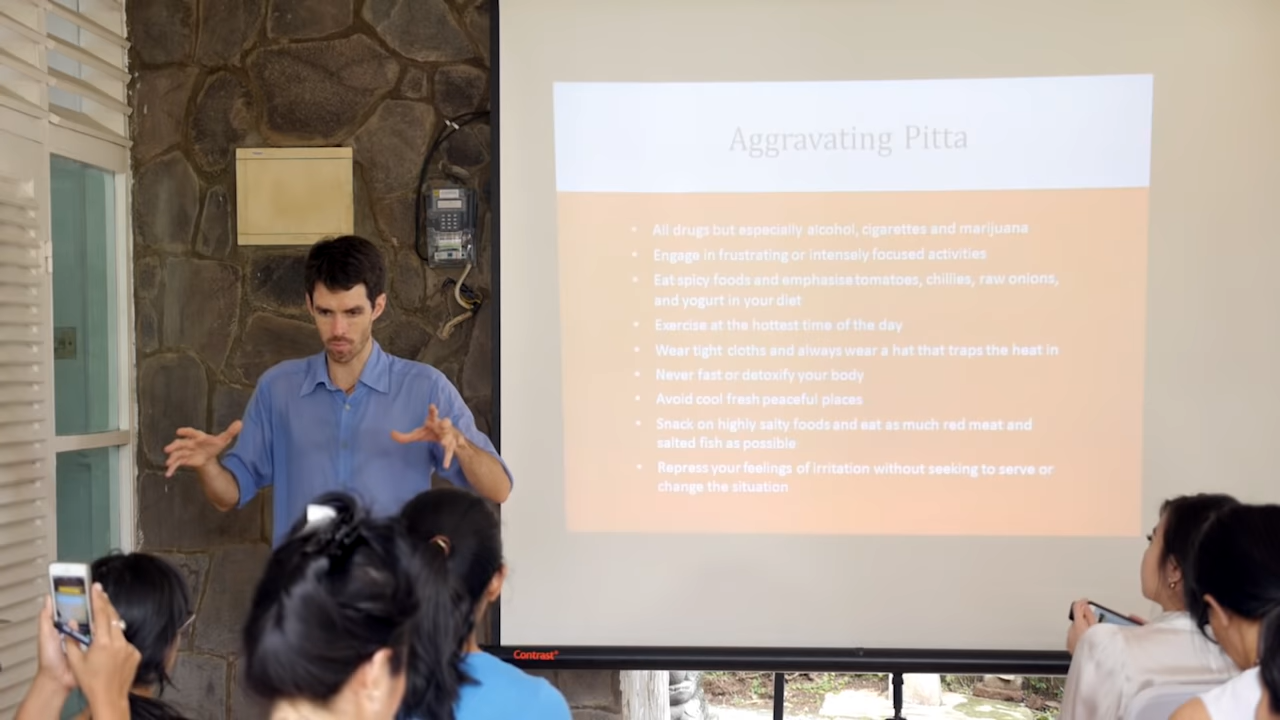 Aggravating Pitta
• All drugs but especially alcohol, cigarettes and marijuana
• Engage in frustrating or intensely focused activities
• Eat spicy foods and emphasise tomatoes, chillies, raw onions,
and yogurt in your diet
• Exercise at the hottest time of the day
• Wear tight cloths and always wear a hat that traps the heat in
• Never fast or detoxify your body
• Avoid cool fresh peaceful places
• Snack on highly salty foods and eat as much red meat and
salted fish as possible
• Repress your feelings of irritation without seeking to serve or
change the situation
Contrast®